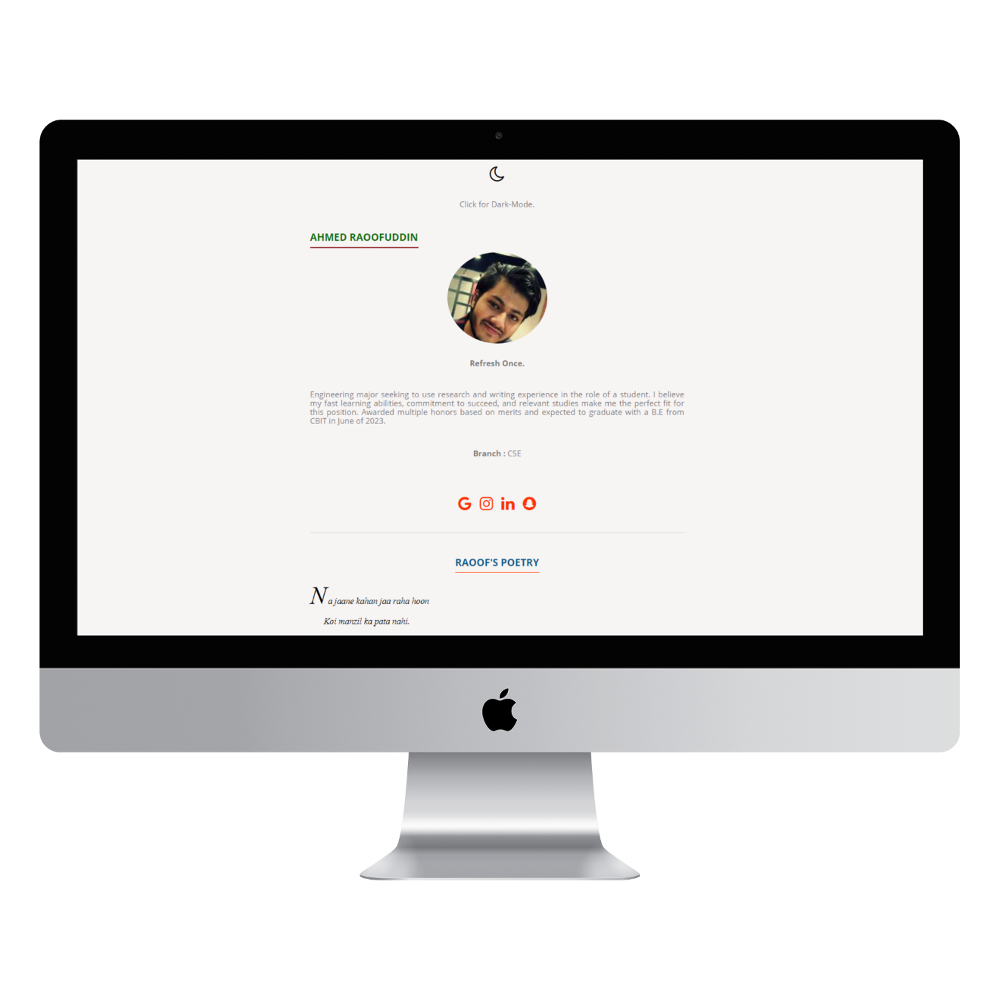 Click for Dark-Mode.
AHMED RAOOFUDDIN
Refresh Once.
Engineering major seeking to use research and writing experience in the role of a student. I believe
my fast learning abilities, commitment to succeed, and relevant studies make me the perfect fit for
this position. Awarded multiple honors based on merits and expected to graduate with a B.E from
CBIT in June of 2023.
Branch : CSE
RAOOF'S POETRY
Na jaane kahan jaa raha hoon
Koi manzil ka pata nahi.